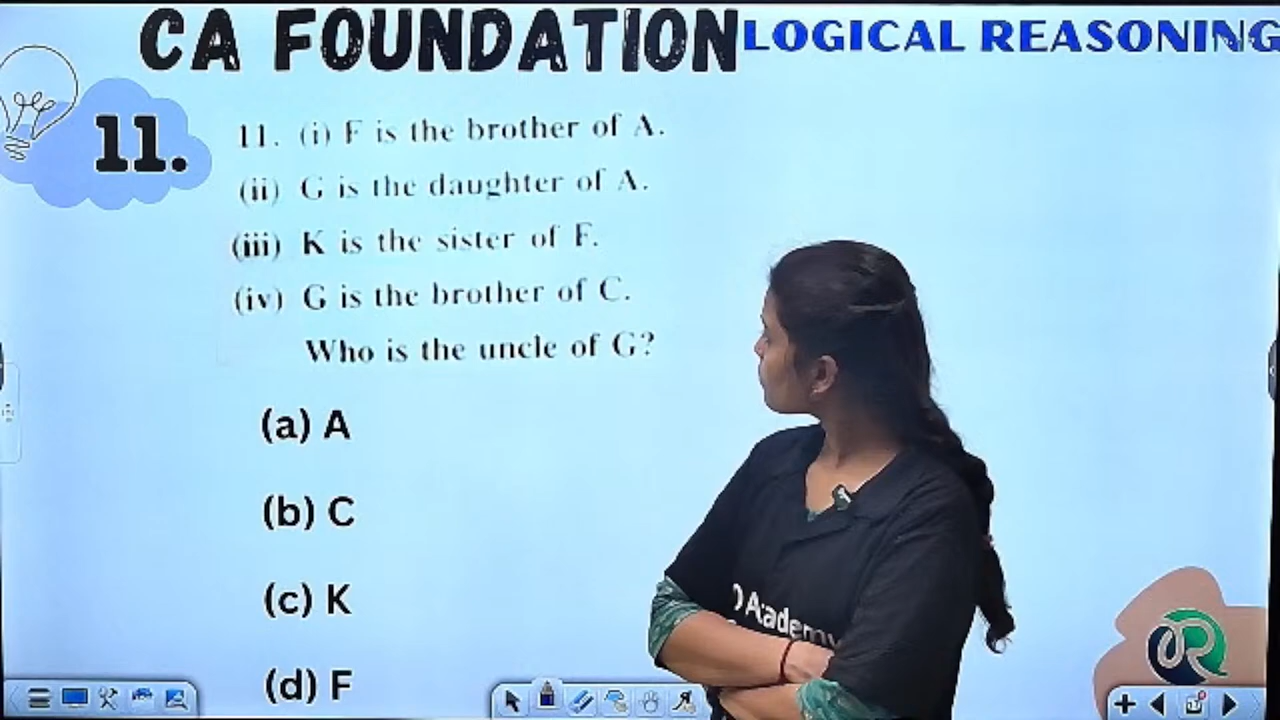 CA FOUNDATION
LOGICAL REASONING
11.
11. (i) F is the brother of A.
(ii) G is the daughter of A.
(iii) K is the sister of F.
(iv) G is the brother of C.
Who is the uncle of G?
(a) A
(b) C
(c) K
(d) F
Academy